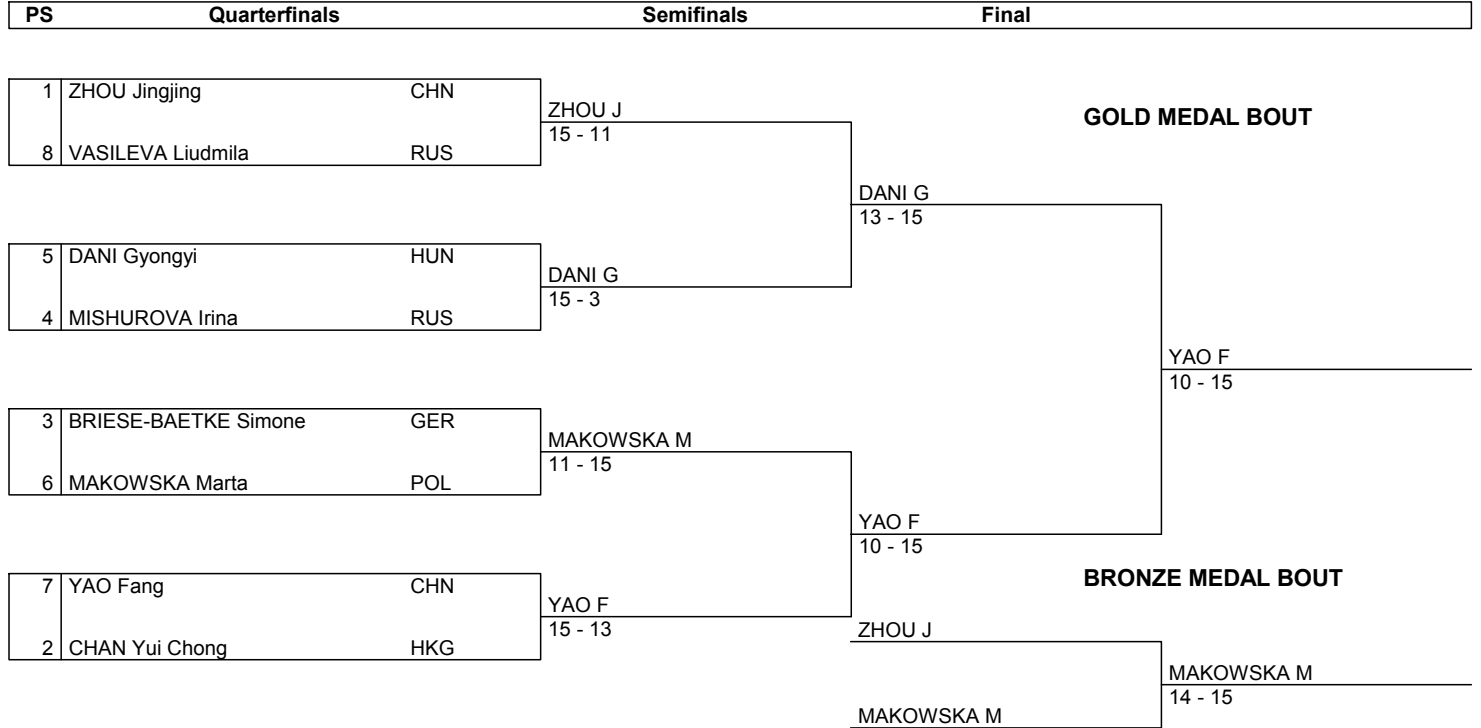 PS Quarterfinals Semifinals Final
1 ZHOU Jingjing CHN
ZHOU J
GOLD MEDAL BOUT
15 - 11
8 VASILEVA Liudmila RUS
DANI G
13 - 15
5 DANI Gyongyi HUN
DANI G
15 - 3
4 MISHUROVA Irina RUS
YAO F
10 - 15
3 BRIESE-BAETKE Simone GER
MAKOWSKA M
11 - 15
6 MAKOWSKA Marta POL
YAO F
10 - 15
7 YAO Fang CHN
BRONZE MEDAL BOUT
YAO F
15 - 13
ZHOU J
2 CHAN Yui Chong HKG
MAKOWSKA M
14 - 15
MAKOWSKA M